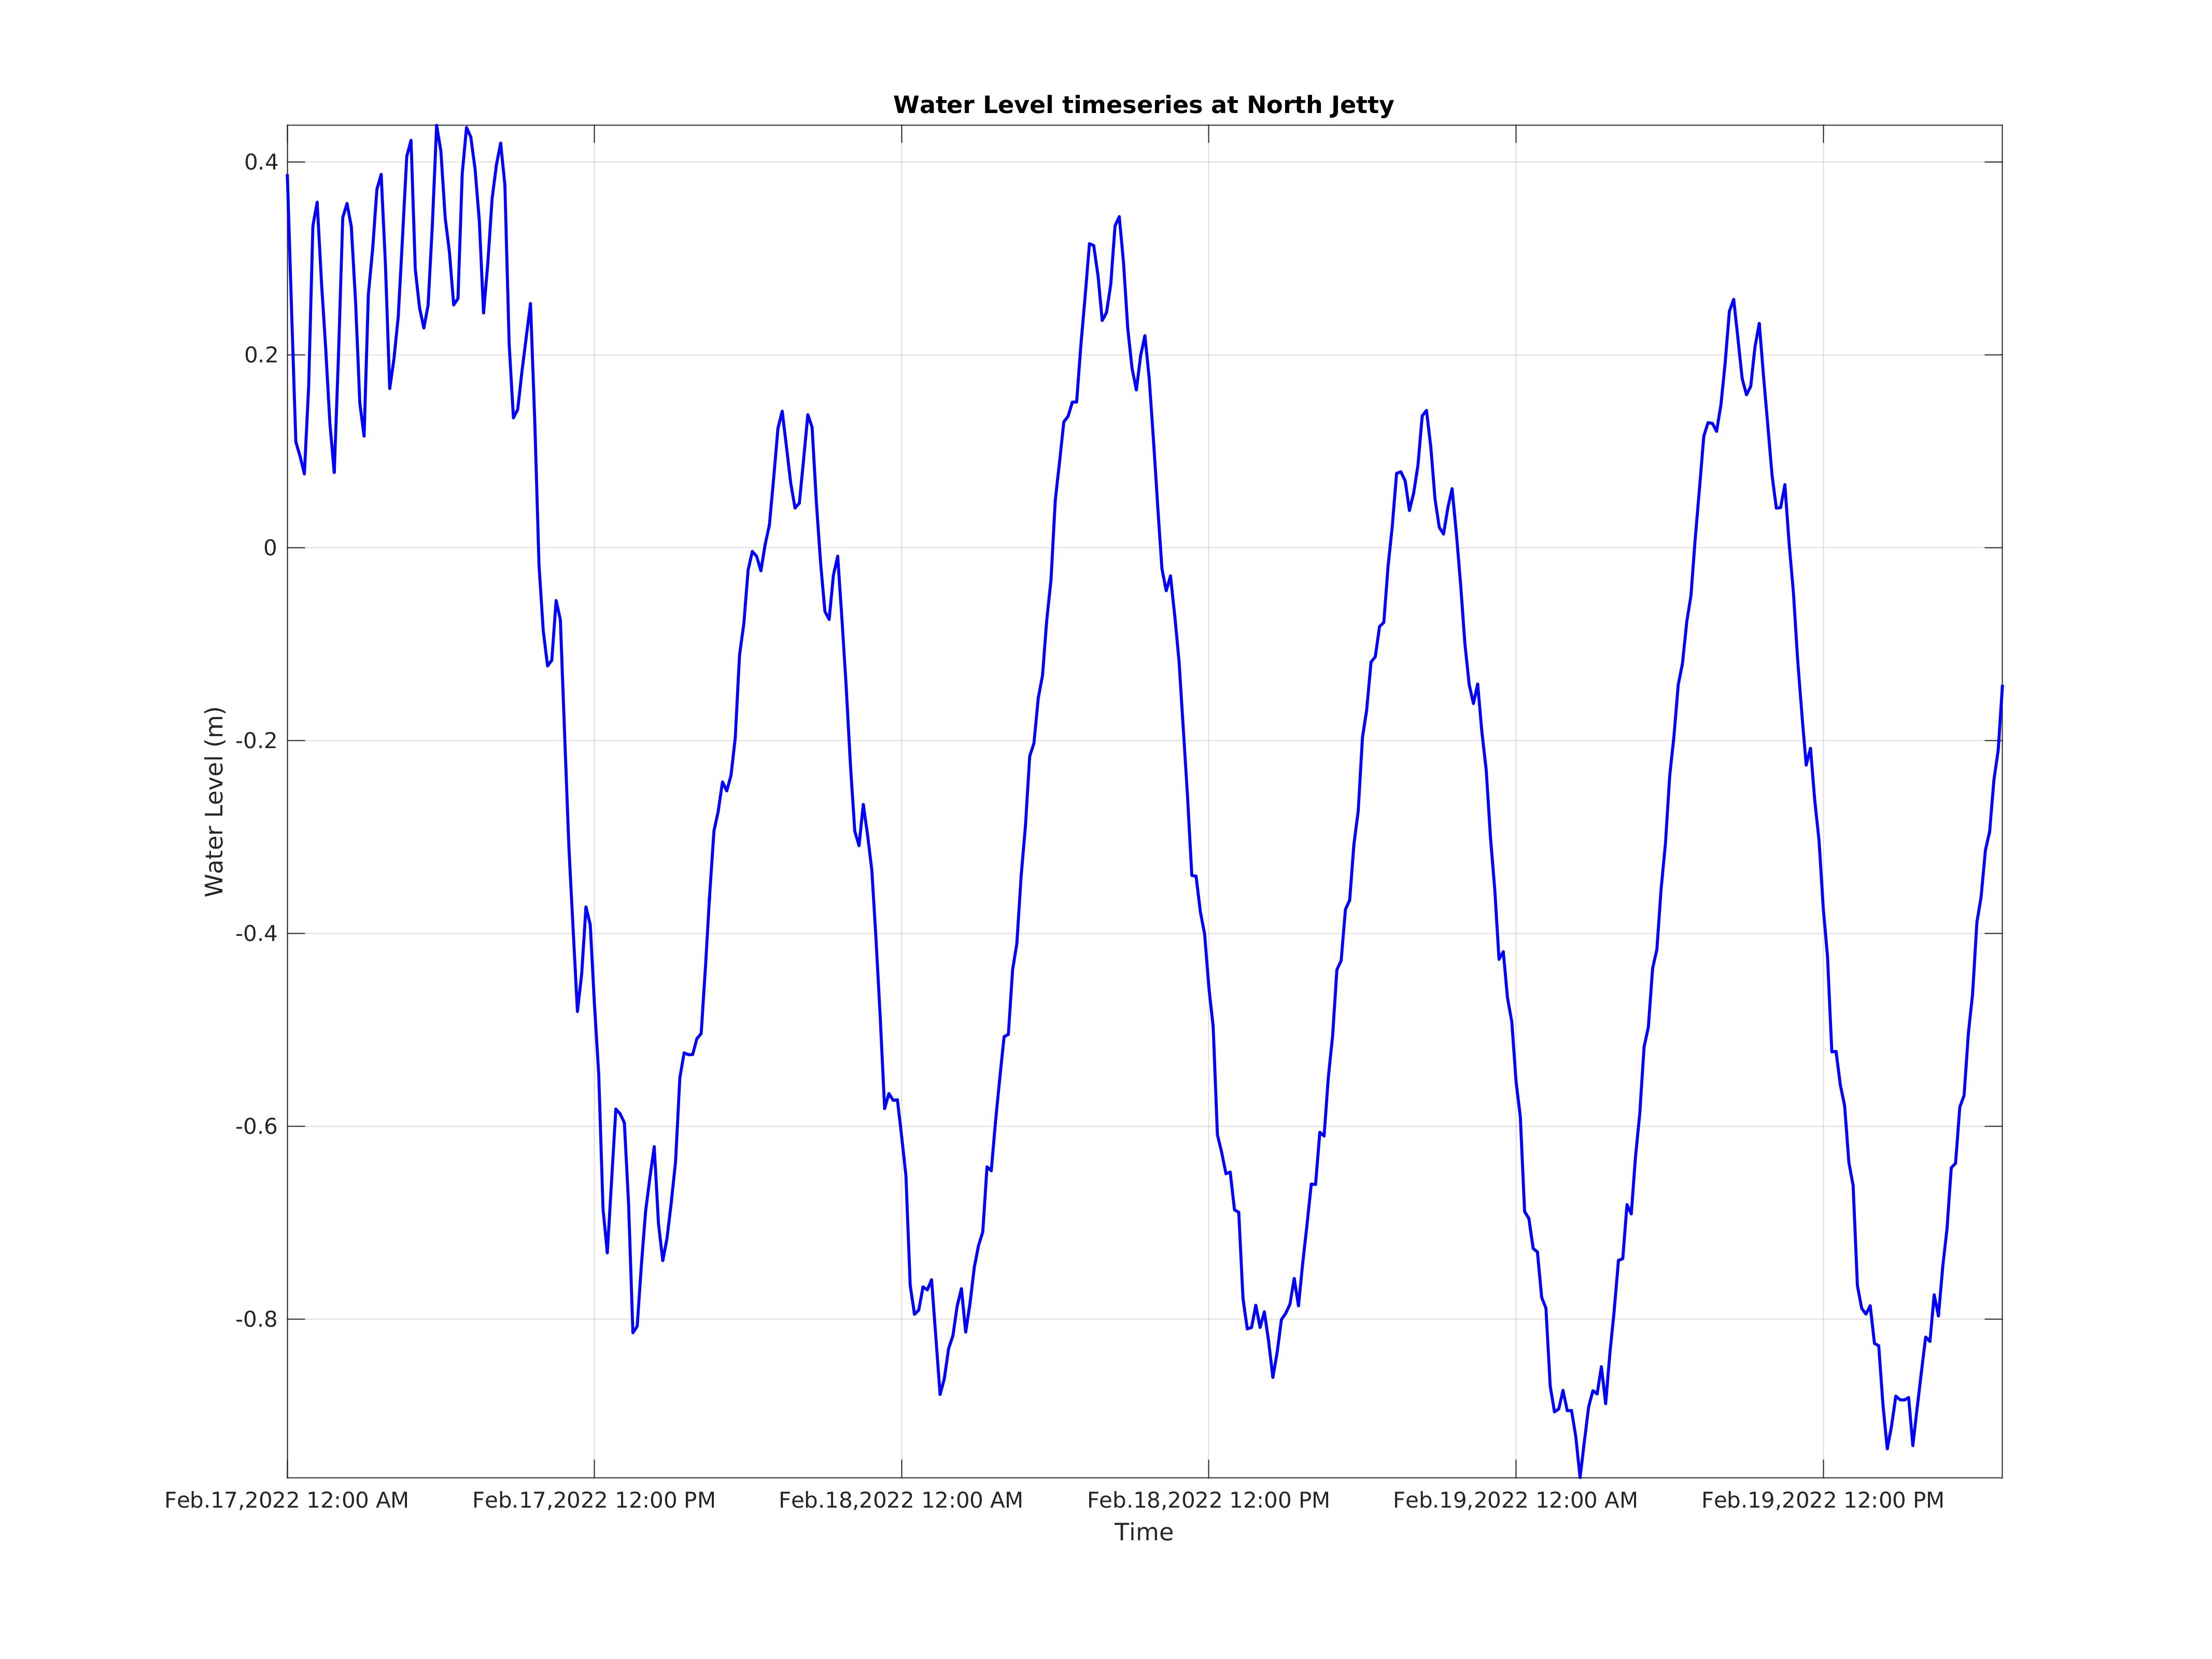 Water Level timeseries at North Jetty
0.4
0.2
0
-0.2
-0.4
-0.6
-0.8
Water Level (m)
Feb.17,2022 12:00 AM
Feb.17,2022 12:00 PM
Feb.18,2022 12:00 AM
Feb.18,2022 12:00 PM
Feb.19,2022 12:00 AM
Feb.19,2022 12:00 PM
Time